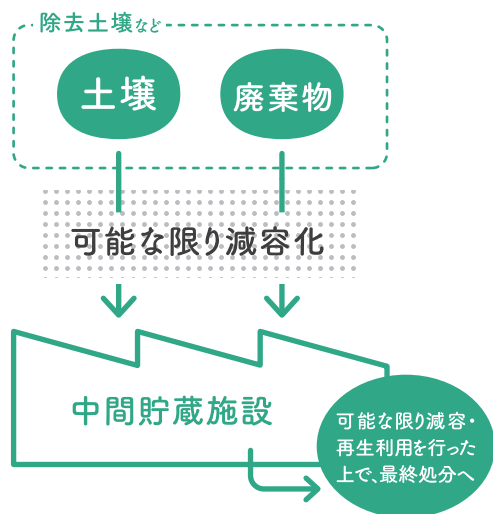 除去土壌など
土壌
廃棄物
可能な限り減容化
中間貯蔵施設
可能な限り減容・
再生利用を行った
上で、最終処分へ